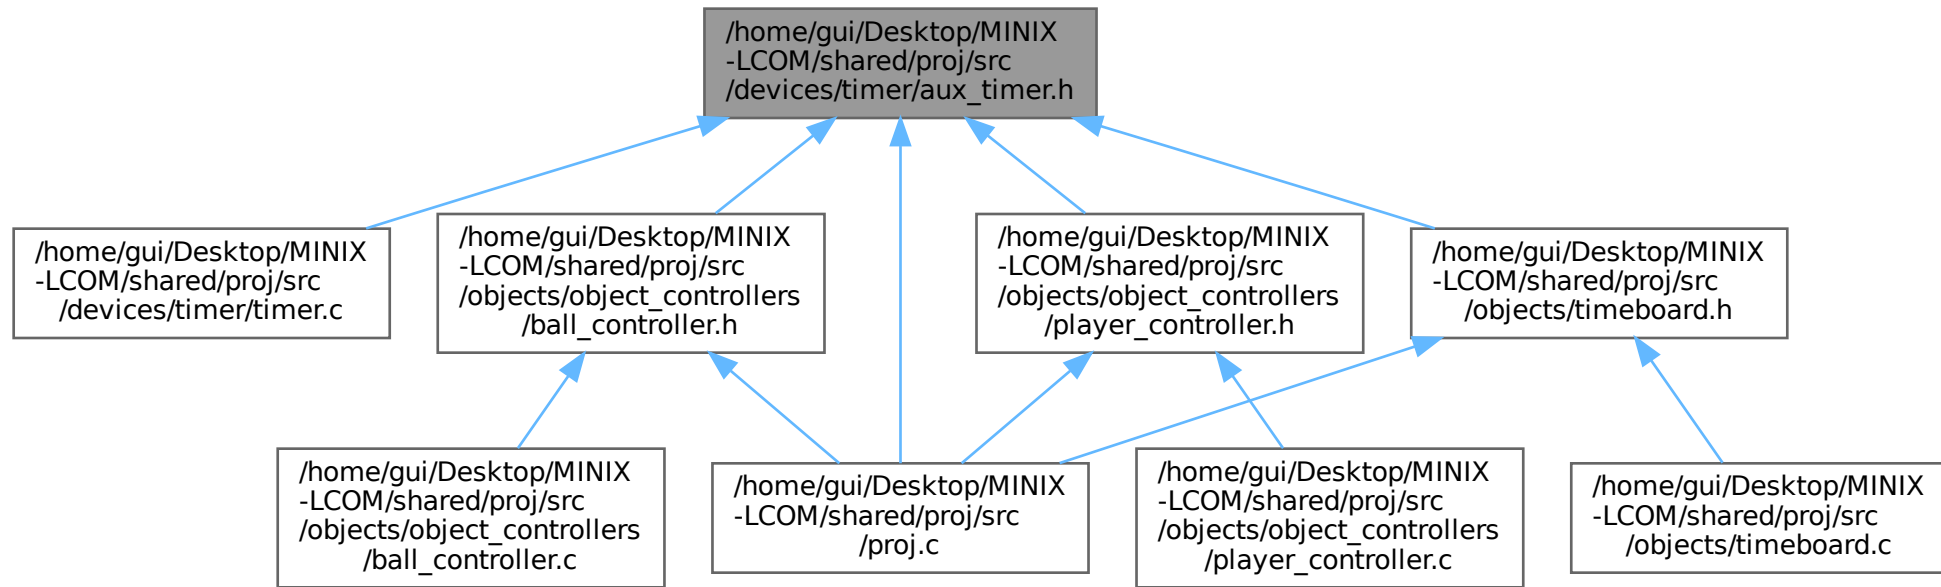 /home/gui/Desktop/MINIX
-LCOM/shared/proj/src
/devices/timer/aux_timer.h
/home/gui/Desktop/MINIX
-LCOM/shared/proj/src
/devices/timer/timer.c
/home/gui/Desktop/MINIX
-LCOM/shared/proj/src
/objects/object_controllers
/ball_controller.h
/home/gui/Desktop/MINIX
-LCOM/shared/proj/src
/objects/object_controllers
/player_controller.h
/home/gui/Desktop/MINIX
-LCOM/shared/proj/src
/objects/timeboard.h
/home/gui/Desktop/MINIX
-LCOM/shared/proj/src
/objects/object_controllers
/ball_controller.c
/home/gui/Desktop/MINIX
-LCOM/shared/proj/src
/proj.c
/home/gui/Desktop/MINIX
-LCOM/shared/proj/src
/objects/object_controllers
/player_controller.c
/home/gui/Desktop/MINIX
-LCOM/shared/proj/src
/objects/timeboard.c